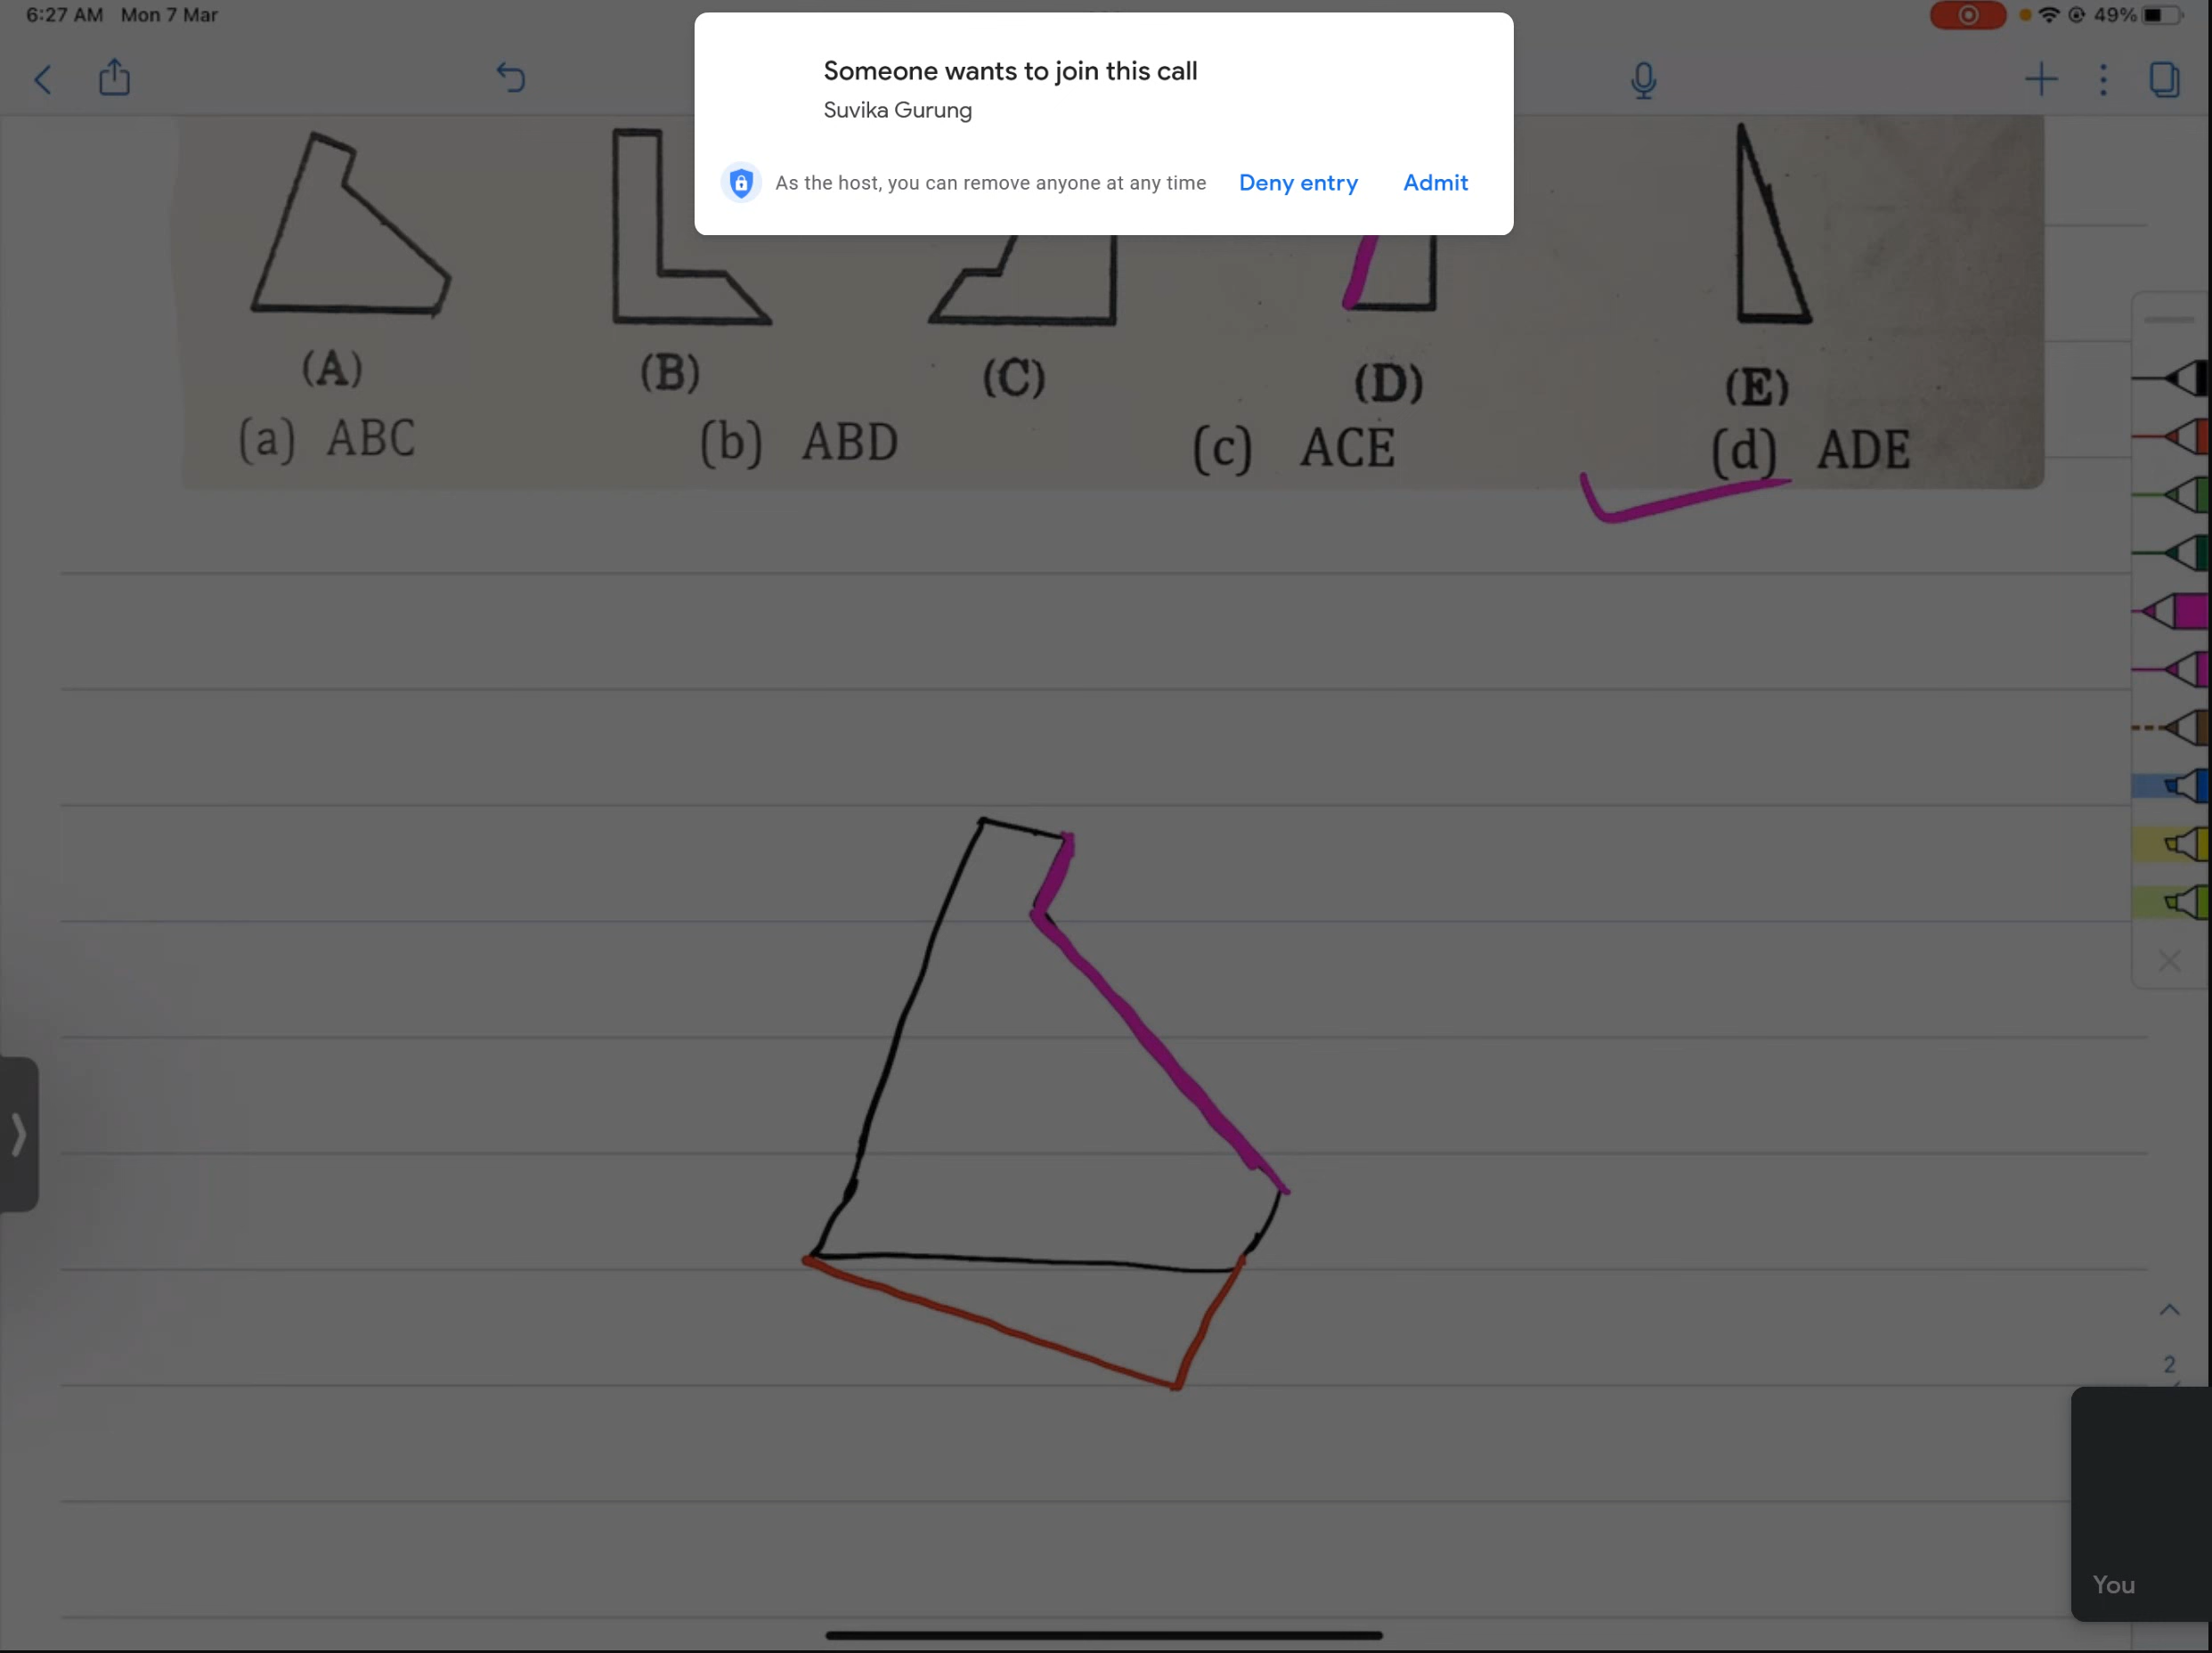 6:27 AM Mon 7 Mar
49%
Someone wants to join this call
Suvika Gurung
As the host, you can remove anyone at any time Deny entry Admit
(A) (B) (C) (D) (E)
(a) ABC (b) ABD (c) ACE (d) ADE
2
You